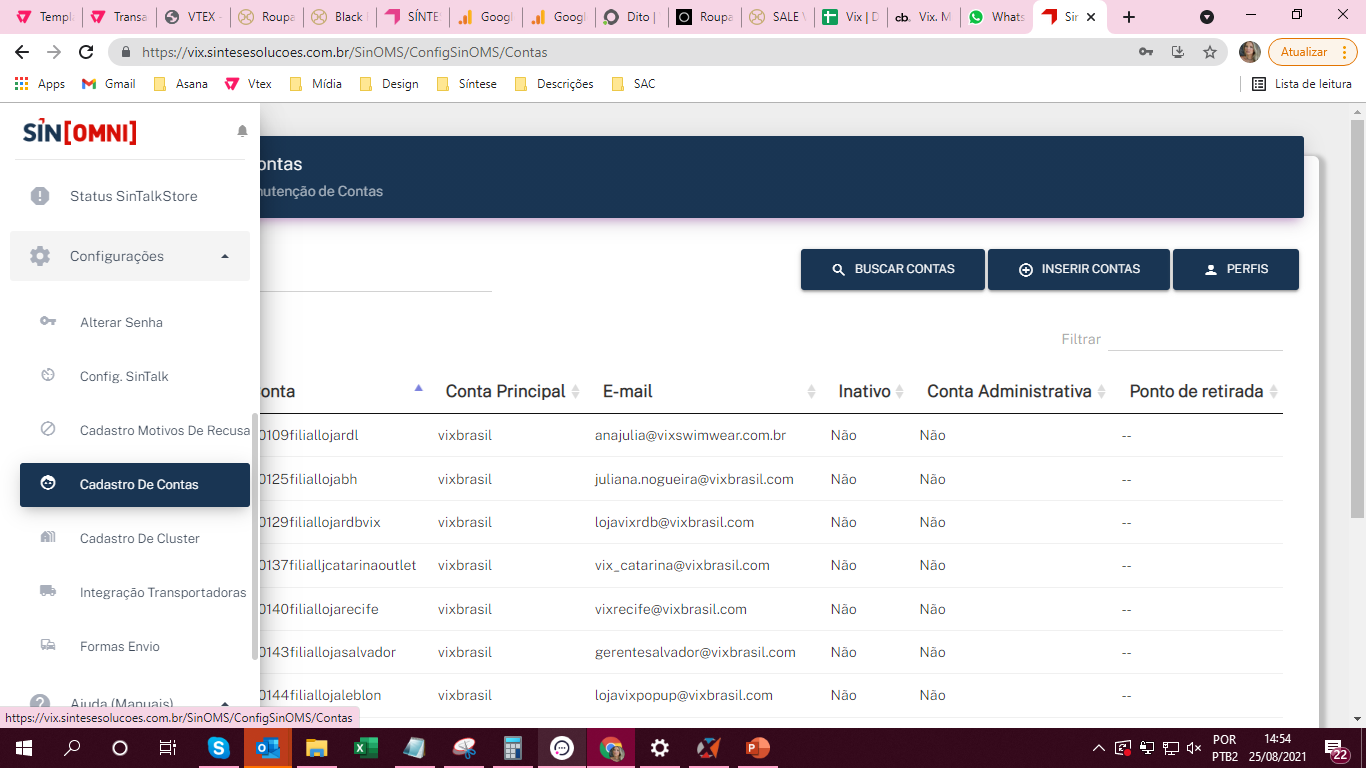 Templ
Transa
VTEX -
Roupa
Black
SÍNTES
Googl
Googl
Dito |
Roupa
SALE
Vix | D
Vix. M
Whats
Sir
https://vix.sintesesolucoes.com.br/SinOMS/ConfigSinOMS/Contas
Atualizar
Apps
Gmail
Asana
Vtex
Mídia
Design
Síntese
Descrições
SAC
Lista de leitura
SÍN[OMNI]
Status SinTalkStore
Configurações
Alterar Senha
Config. SinTalk
Cadastro Motivos De Recusa
Cadastro De Contas
Cadastro De Cluster
Integração Transportadoras
Formas Envio
Ajuda (Manuais)
ontas
nutenção de Contas
BUSCAR CONTAS
INSERIR CONTAS
PERFIS
Filtrar
onta Conta Principal E-mail Inativo Conta Administrativa Ponto de retirada
0109filiallojardl vixbrasil anajulia@vixswimwear.com.br Não Não --
0125filiallojabh vixbrasil juliana.nogueira@vixbrasil.com Não Não --
0129filiallojardbvix vixbrasil lojavixrdb@vixbrasil.com Não Não --
0137filialljcatarinaoutlet vixbrasil vix_catarina@vixbrasil.com Não Não --
0140filiallojarecife vixbrasil vixrecife@vixbrasil.com Não Não --
0143filiallojasalvador vixbrasil gerentesalvador@vixbrasil.com Não Não --
0144filiallojaleblon vixbrasil lojavixpopup@vixbrasil.com Não Não --
https://vix.sintesesolucoes.com.br/SinOMS/ConfigSinOMS/Contas
POR
PTB2
14:54
25/08/2021
22